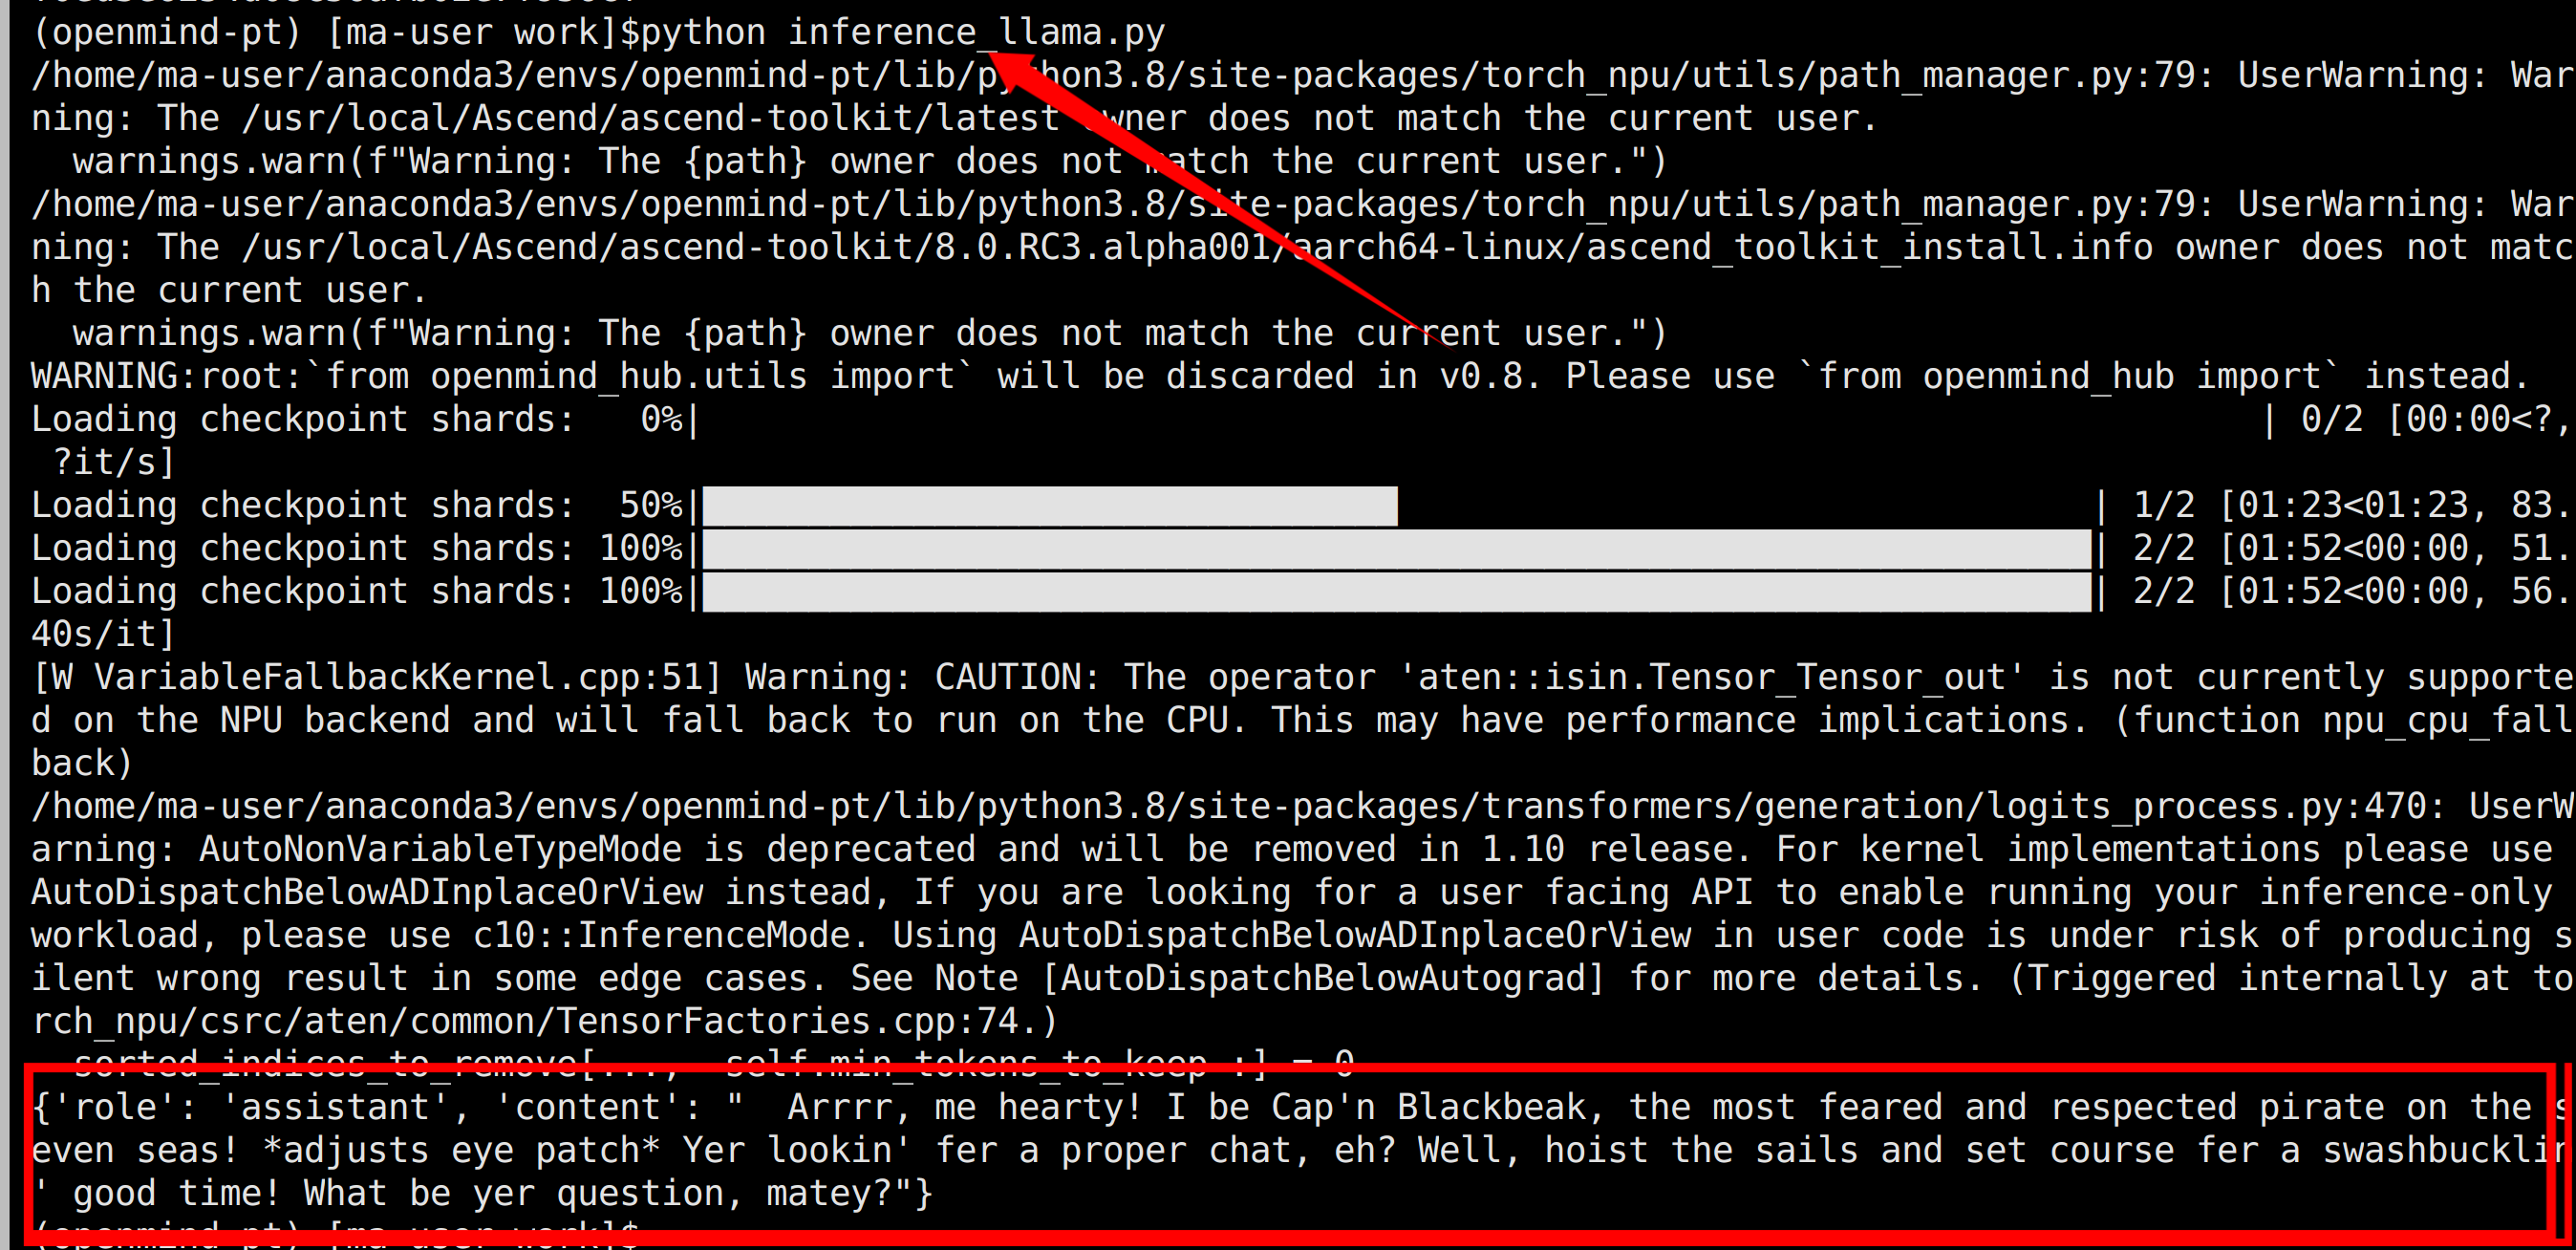 (openmind-pt) [ma-user work]$python inference_llama.py
/home/ma-user/anaconda3/envs/openmind-pt/lib/python3.8/site-packages/torch_npu/utils/path_manager.py:79: UserWarning: War
ning: The /usr/local/Ascend/ascend-toolkit/latest owner does not match the current user.
  warnings.warn(f"Warning: The {path} owner does not match the current user.")
/home/ma-user/anaconda3/envs/openmind-pt/lib/python3.8/site-packages/torch_npu/utils/path_manager.py:79: UserWarning: War
ning: The /usr/local/Ascend/ascend-toolkit/8.0.RC3.alpha001/aarch64-linux/ascend_toolkit_install.info owner does not matc
h the current user.
  warnings.warn(f"Warning: The {path} owner does not match the current user.")
WARNING:root:`from openmind_hub.utils import` will be discarded in v0.8. Please use `from openmind_hub import` instead.
Loading checkpoint shards:   0%| | 0/2 [00:00<?,
 ?it/s]
Loading checkpoint shards:  50%| | 1/2 [01:23<01:23, 83.
Loading checkpoint shards: 100%| | 2/2 [01:52<00:00, 51.
Loading checkpoint shards: 100%| | 2/2 [01:52<00:00, 56.
40s/it]
[W VariableFallbackKernel.cpp:51] Warning: CAUTION: The operator 'aten::isin.Tensor_Tensor_out' is not currently supporte
d on the NPU backend and will fall back to run on the CPU. This may have performance implications. (function npu_cpu_fall
back)
/home/ma-user/anaconda3/envs/openmind-pt/lib/python3.8/site-packages/transformers/generation/logits_process.py:470: UserW
arning: AutoNonVariableTypeMode is deprecated and will be removed in 1.10 release. For kernel implementations please use
AutoDispatchBelowADInplaceOrView instead, If you are looking for a user facing API to enable running your inference-only
workload, please use c10::InferenceMode. Using AutoDispatchBelowADInplaceOrView in user code is under risk of producing s
ilent wrong result in some edge cases. See Note [AutoDispatchBelowAutograd] for more details. (Triggered internally at to
rch_npu/csrc/aten/common/TensorFactories.cpp:74.)
  sorted_indices_to_remove[..., -self.min_tokens_to_keep :] = 0
{'role': 'assistant', 'content': "  Arrrr, me hearty! I be Cap'n Blackbeak, the most feared and respected pirate on the s
even seas! *adjusts eye patch* Yer lookin' fer a proper chat, eh? Well, hoist the sails and set course fer a swashbucklin
' good time! What be yer question, matey?"}
(openmind-pt) [ma-user work]$